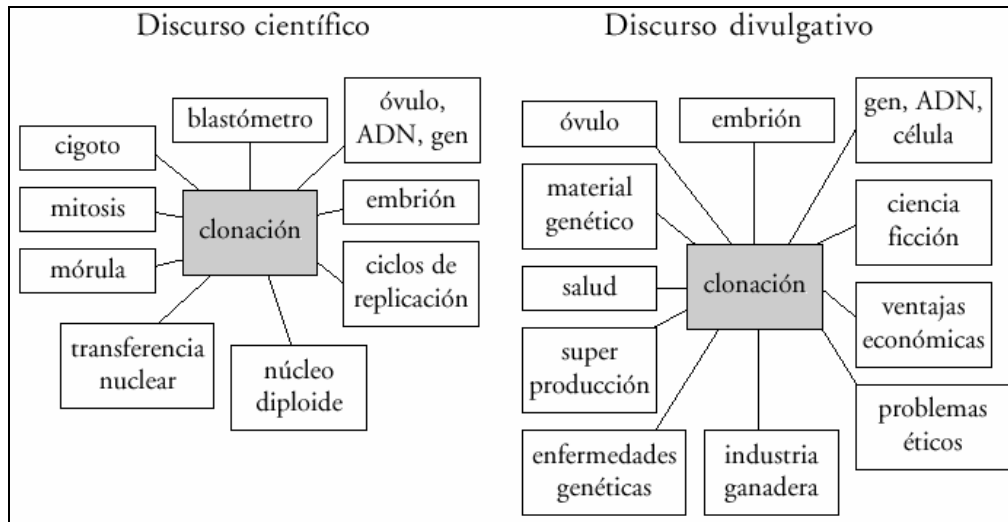 Discurso científico
blastómetro
óvulo,
ADN, gen
cigoto
mitosis
clonación
embrión
mórula
ciclos de
replicación
transferencia
nuclear
núcleo
diploide
Discurso divulgativo
óvulo
embrión
gen, ADN,
célula
material
genético
ciencia
ficción
salud
clonación
ventajas
económicas
super
producción
problemas
éticos
enfermedades
genéticas
industria
ganadera